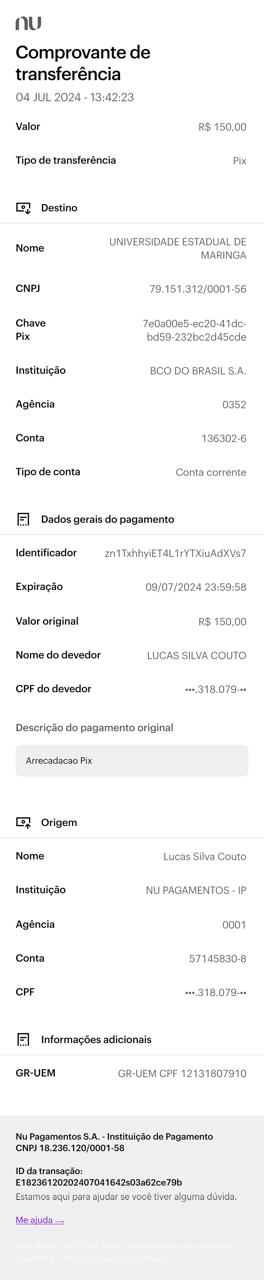 nu
Comprovante de
transferência
04 JUL 2024 - 13:42:23
Valor R$ 150,00
Tipo de transferência Pix
Destino
Nome UNIVERSIDADE ESTADUAL DE
MARINGA
CNPJ 79.151.312/0001-56
Chave 7e0a00e5-ec20-41dc-
Pix bd59-232bc2d45cde
Instituição BCO DO BRASIL S.A.
Agência 0352
Conta 136302-6
Tipo de conta Conta corrente
Dados gerais do pagamento
Identificador zn1TxhhyiET4L1rYTXiuAdXVs7
Expiração 09/07/2024 23:59:58
Valor original R$ 150,00
Nome do devedor LUCAS SILVA COUTO
CPF do devedor •••.318.079-••
Descrição do pagamento original
Arrecadacao Pix
Origem
Nome Lucas Silva Couto
Instituição NU PAGAMENTOS - IP
Agência 0001
Conta 57145830-8
CPF •••.318.079-••
Informações adicionais
GR-UEM GR-UEM CPF 12131807910
Nu Pagamentos S.A. - Instituição de Pagamento
CNPJ 18.236.120/0001-58
ID da transação:
E18236120202407041642s03a62ce79b
Estamos aqui para ajudar se você tiver alguma dúvida.
Me ajuda →